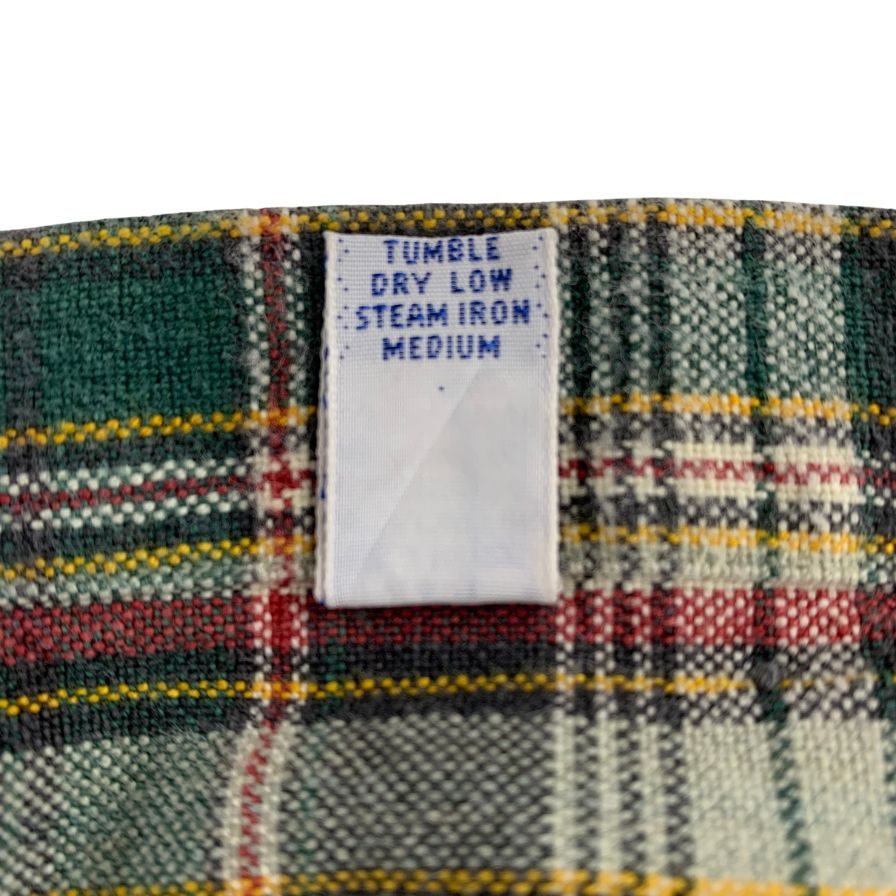 TUMBLE
DRY LOW
STEAM IRON
MEDIUM